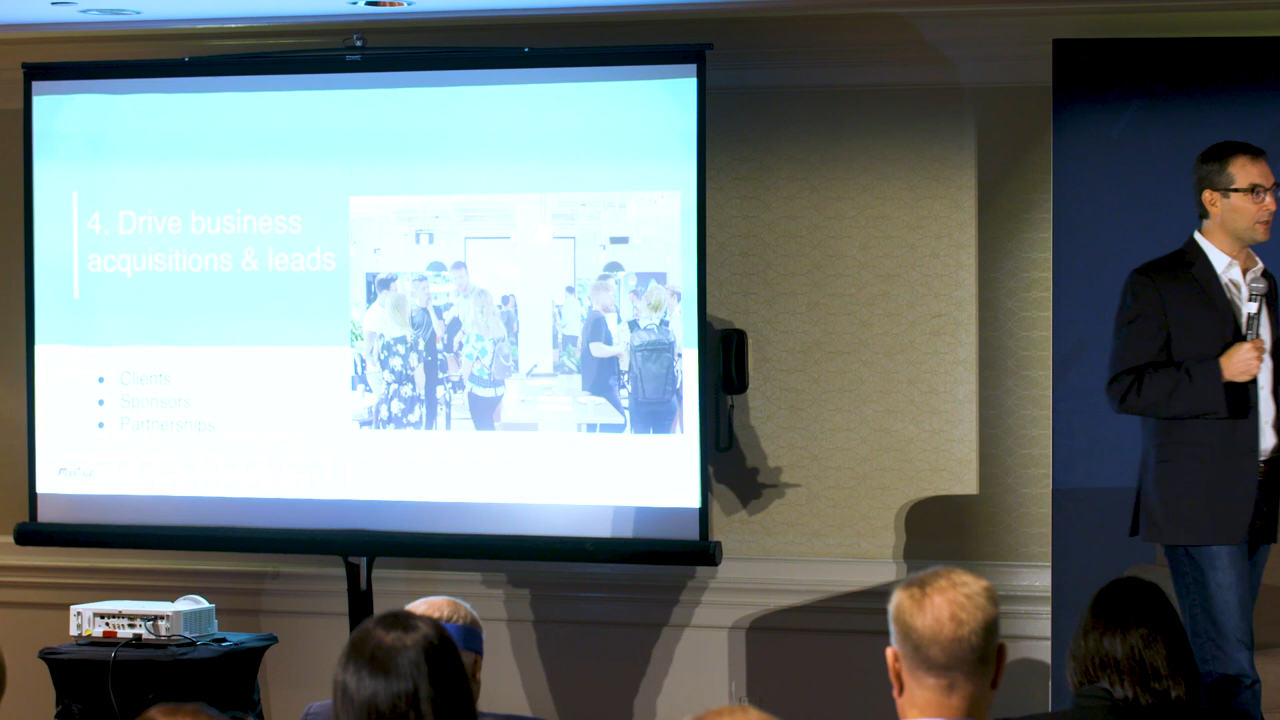 4. Drive business
acquisitions & leads
Clients
Sponsors
Partnerships